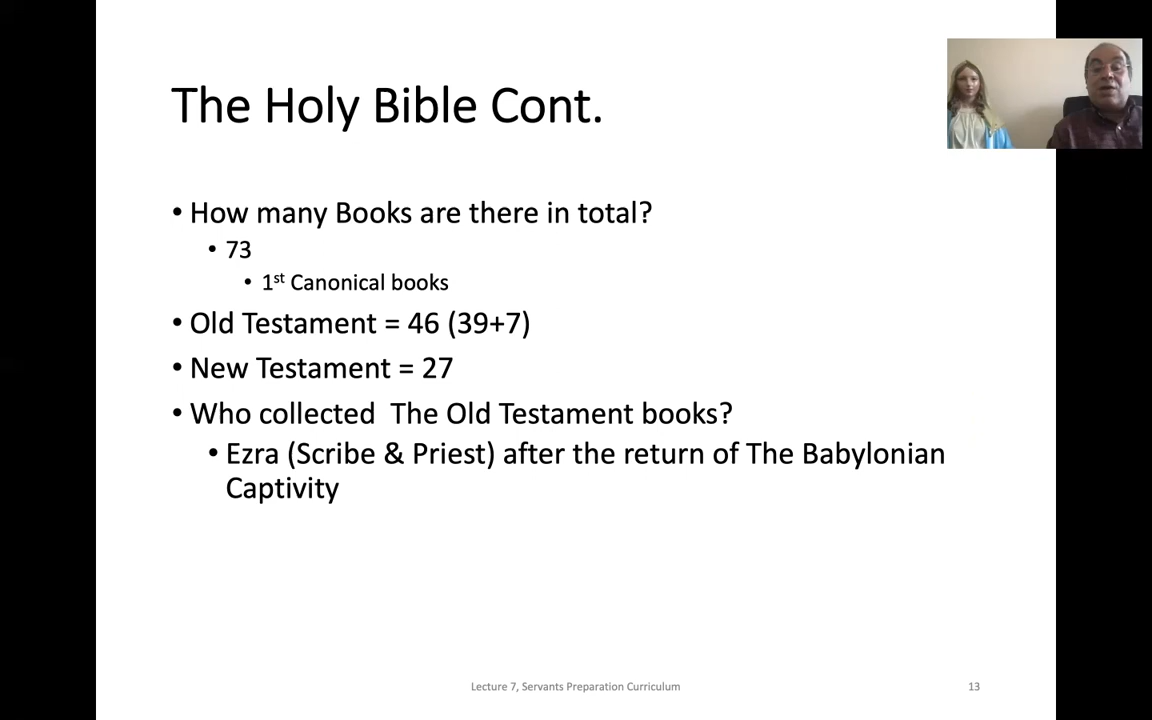 The Holy Bible Cont.
• How many Books are there in total?
• 73
• 1st Canonical books
• Old Testament = 46 (39+7)
• New Testament = 27
• Who collected  The Old Testament books?
• Ezra (Scribe & Priest) after the return of The Babylonian
Captivity
Lecture 7, Servants Preparation Curriculum
13